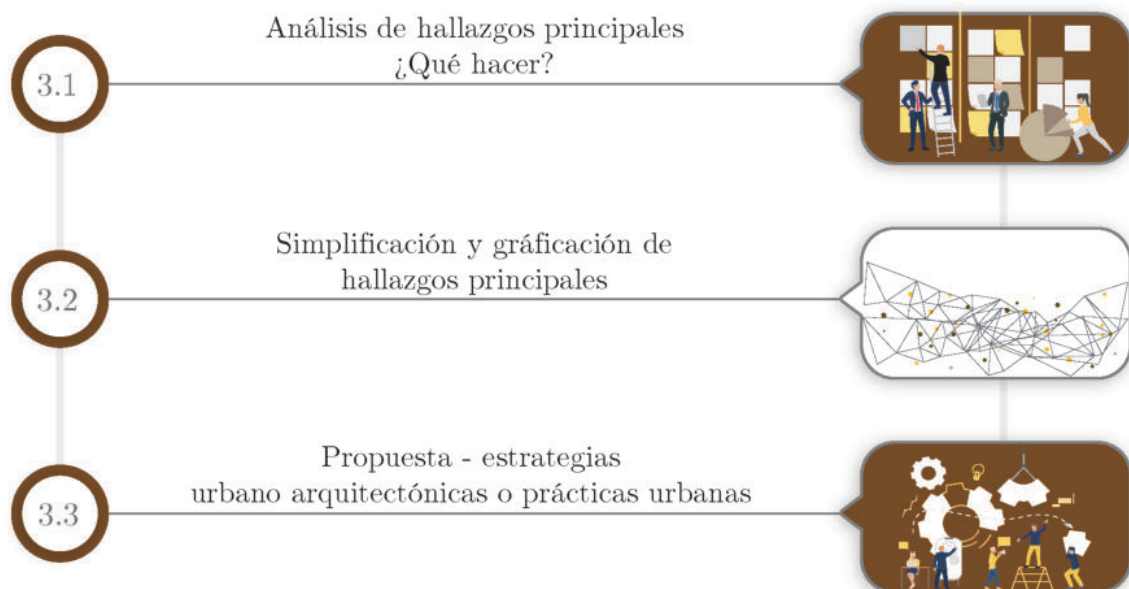 Análisis de hallazgos principales
¿Qué hacer?
3.1
Simplificación y gráficación de
hallazgos principales
3.2
Propuesta - estrategias
urbano arquitectónicas o prácticas urbanas
3.3